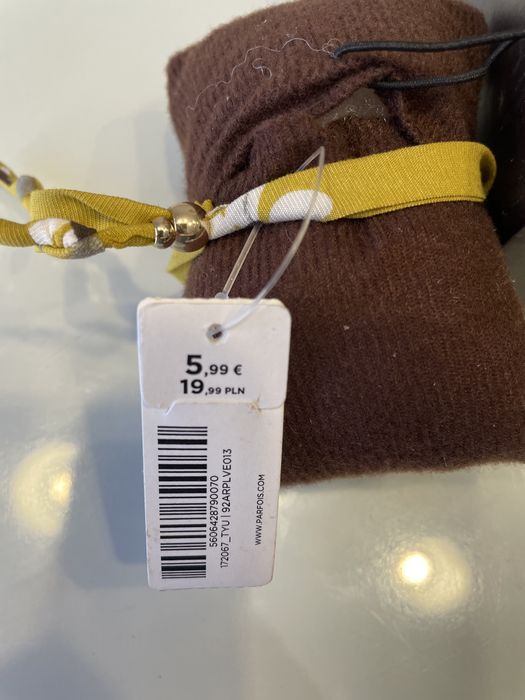 5,99 €
19,99 PLN
5606428790070
172067_TYU | 92ARPLVE013
WWW.PARFOIS.COM